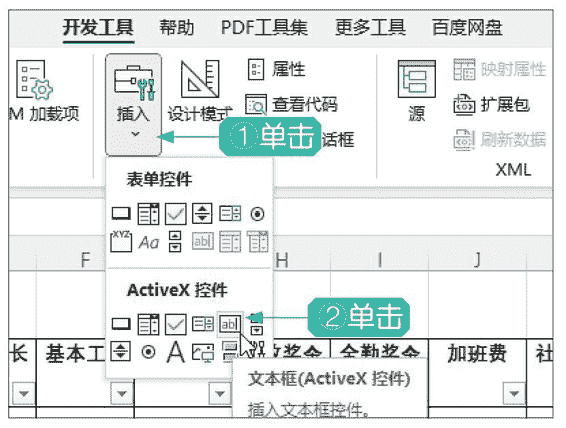 开发工具 帮助 PDF工具集 更多工具 百度网盘
属性 映射属性
M 加载项 插入 设计模式 查看代码 源 扩展包
①单击 话框 刷新数据
XML
表单控件
XYZ Aa ab|
F H I J
ActiveX 控件
ab| ②单击
A
长 基本工 效奖金 全勤奖金 加班费 社
文本框(ActiveX 控件)
插入文本框控件。